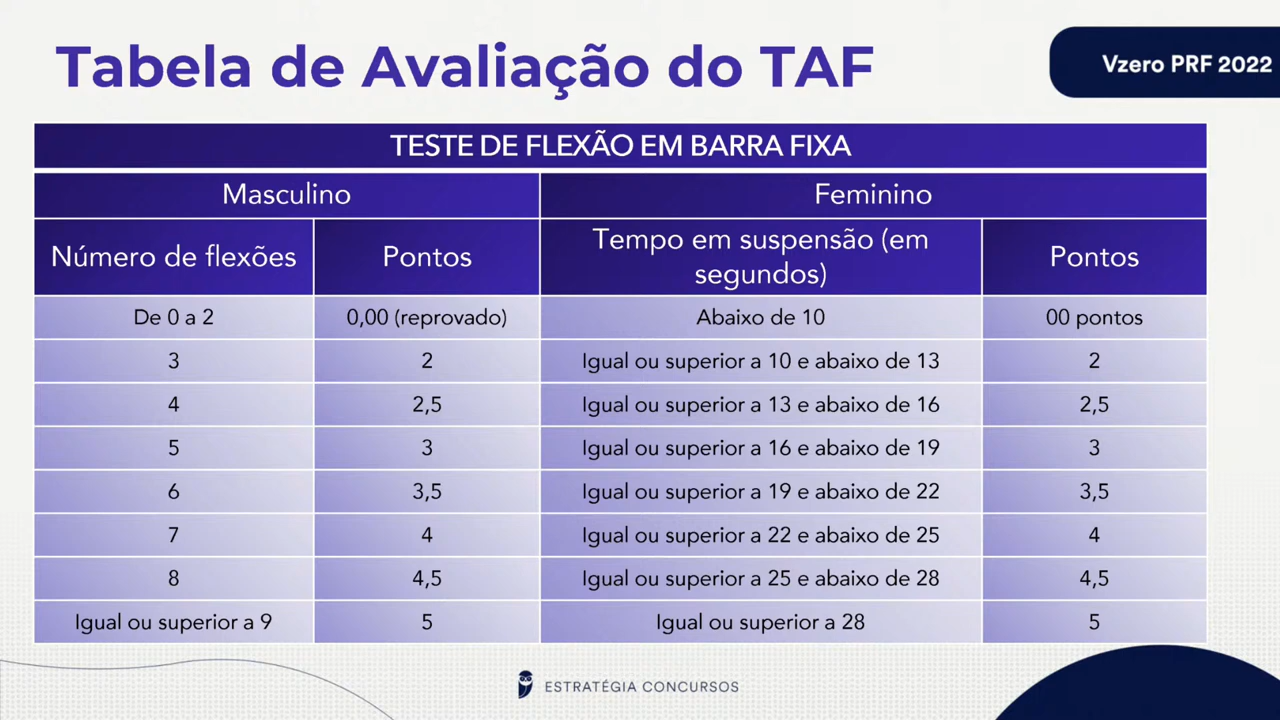 Tabela de Avaliação do TAF
Vzero PRF 2022
TESTE DE FLEXÃO EM BARRA FIXA
Masculino Feminino
Número de flexões Pontos Tempo em suspensão (em segundos) Pontos
De 0 a 2 0,00 (reprovado) Abaixo de 10 00 pontos
3 2 Igual ou superior a 10 e abaixo de 13 2
4 2,5 Igual ou superior a 13 e abaixo de 16 2,5
5 3 Igual ou superior a 16 e abaixo de 19 3
6 3,5 Igual ou superior a 19 e abaixo de 22 3,5
7 4 Igual ou superior a 22 e abaixo de 25 4
8 4,5 Igual ou superior a 25 e abaixo de 28 4,5
Igual ou superior a 9 5 Igual ou superior a 28 5
ESTRATÉGIA CONCURSOS